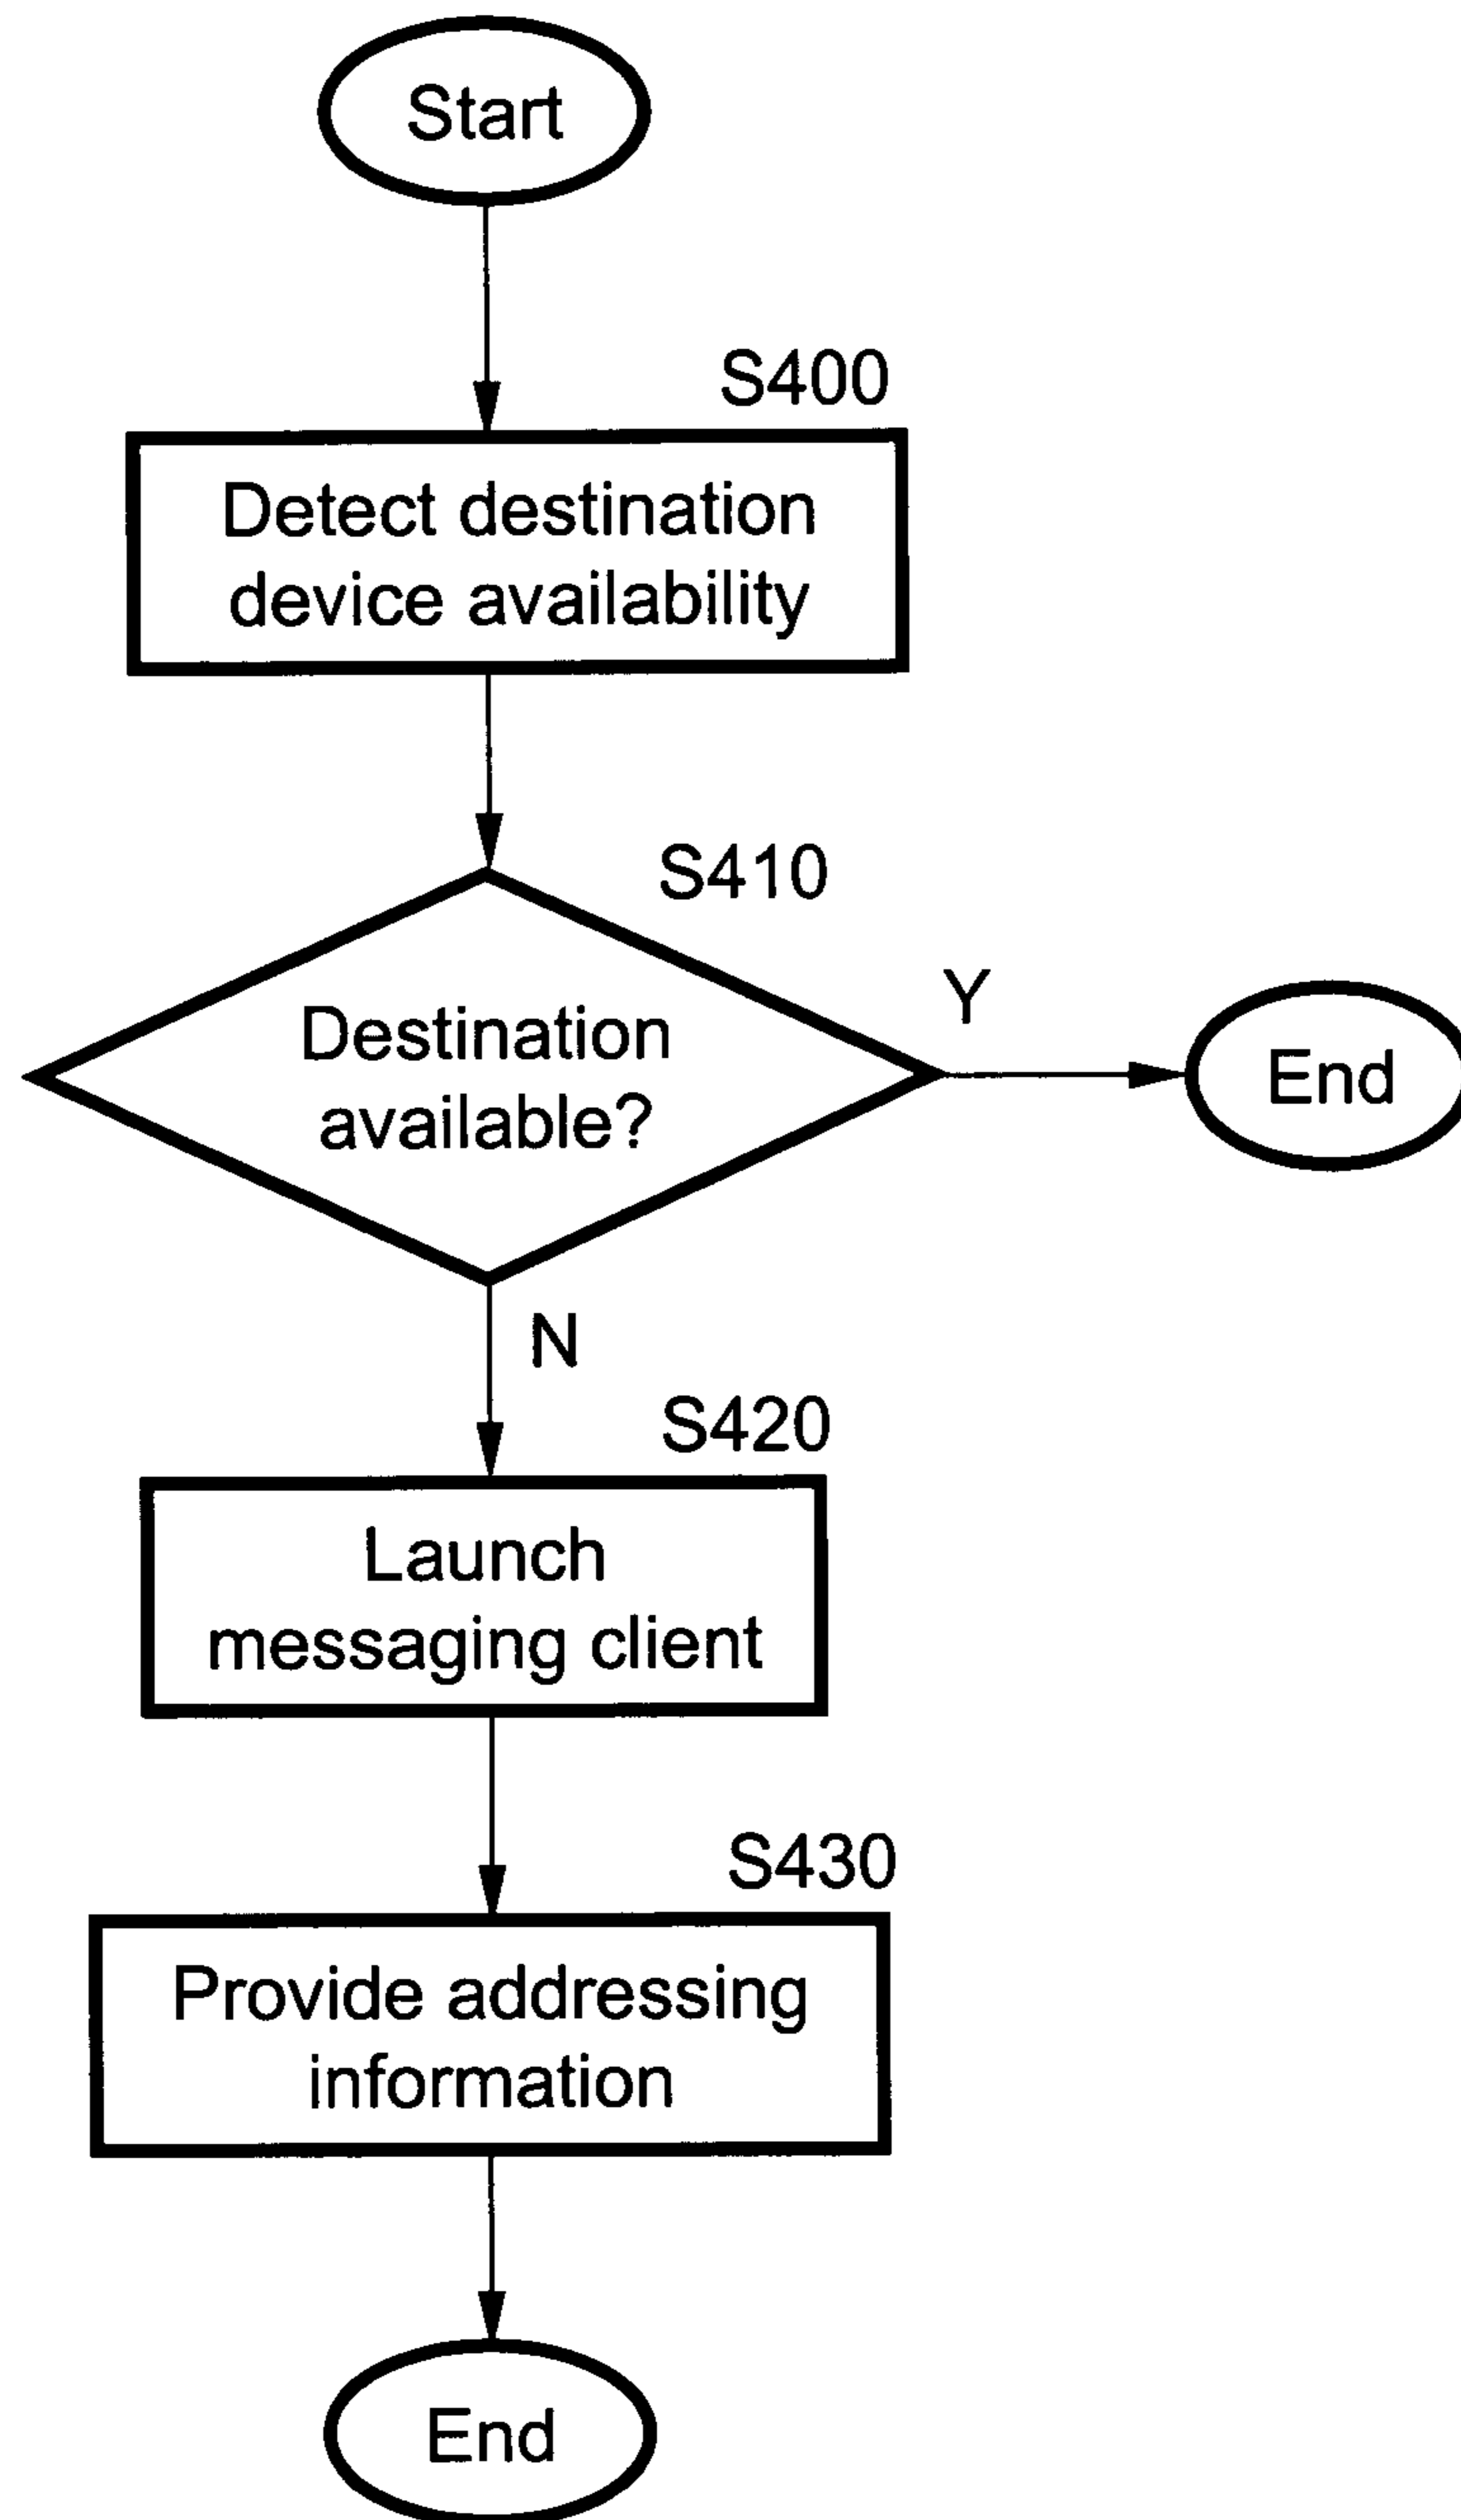 Start
S400
Detect destination
device availability
S410
Destination
available?
Y
End
N
S420
Launch
messaging client
S430
Provide addressing
information
End